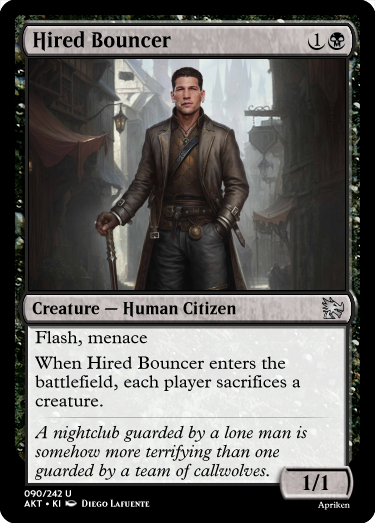 Hired Bouncer 1
Creature — Human Citizen
Flash, menace
When Hired Bouncer enters the
battlefield, each player sacrifices a
creature.
A nightclub guarded by a lone man is
somehow more terrifying than one
guarded by a team of callwolves.
1/1
090/242 U
AKT • KI Diego Lafuente
Apriken